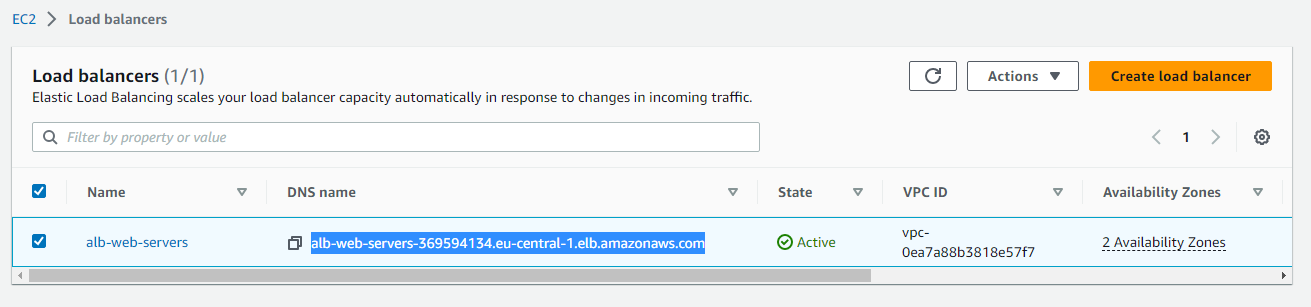 EC2 > Load balancers
Load balancers (1/1)
Elastic Load Balancing scales your load balancer capacity automatically in response to changes in incoming traffic.
Actions
Create load balancer
Filter by property or value
1
Name DNS name State VPC ID Availability Zones
alb-web-servers alb-web-servers-369594134.eu-central-1.elb.amazonaws.com Active vpc-
0ea7a88b3818e57f7 2 Availability Zones